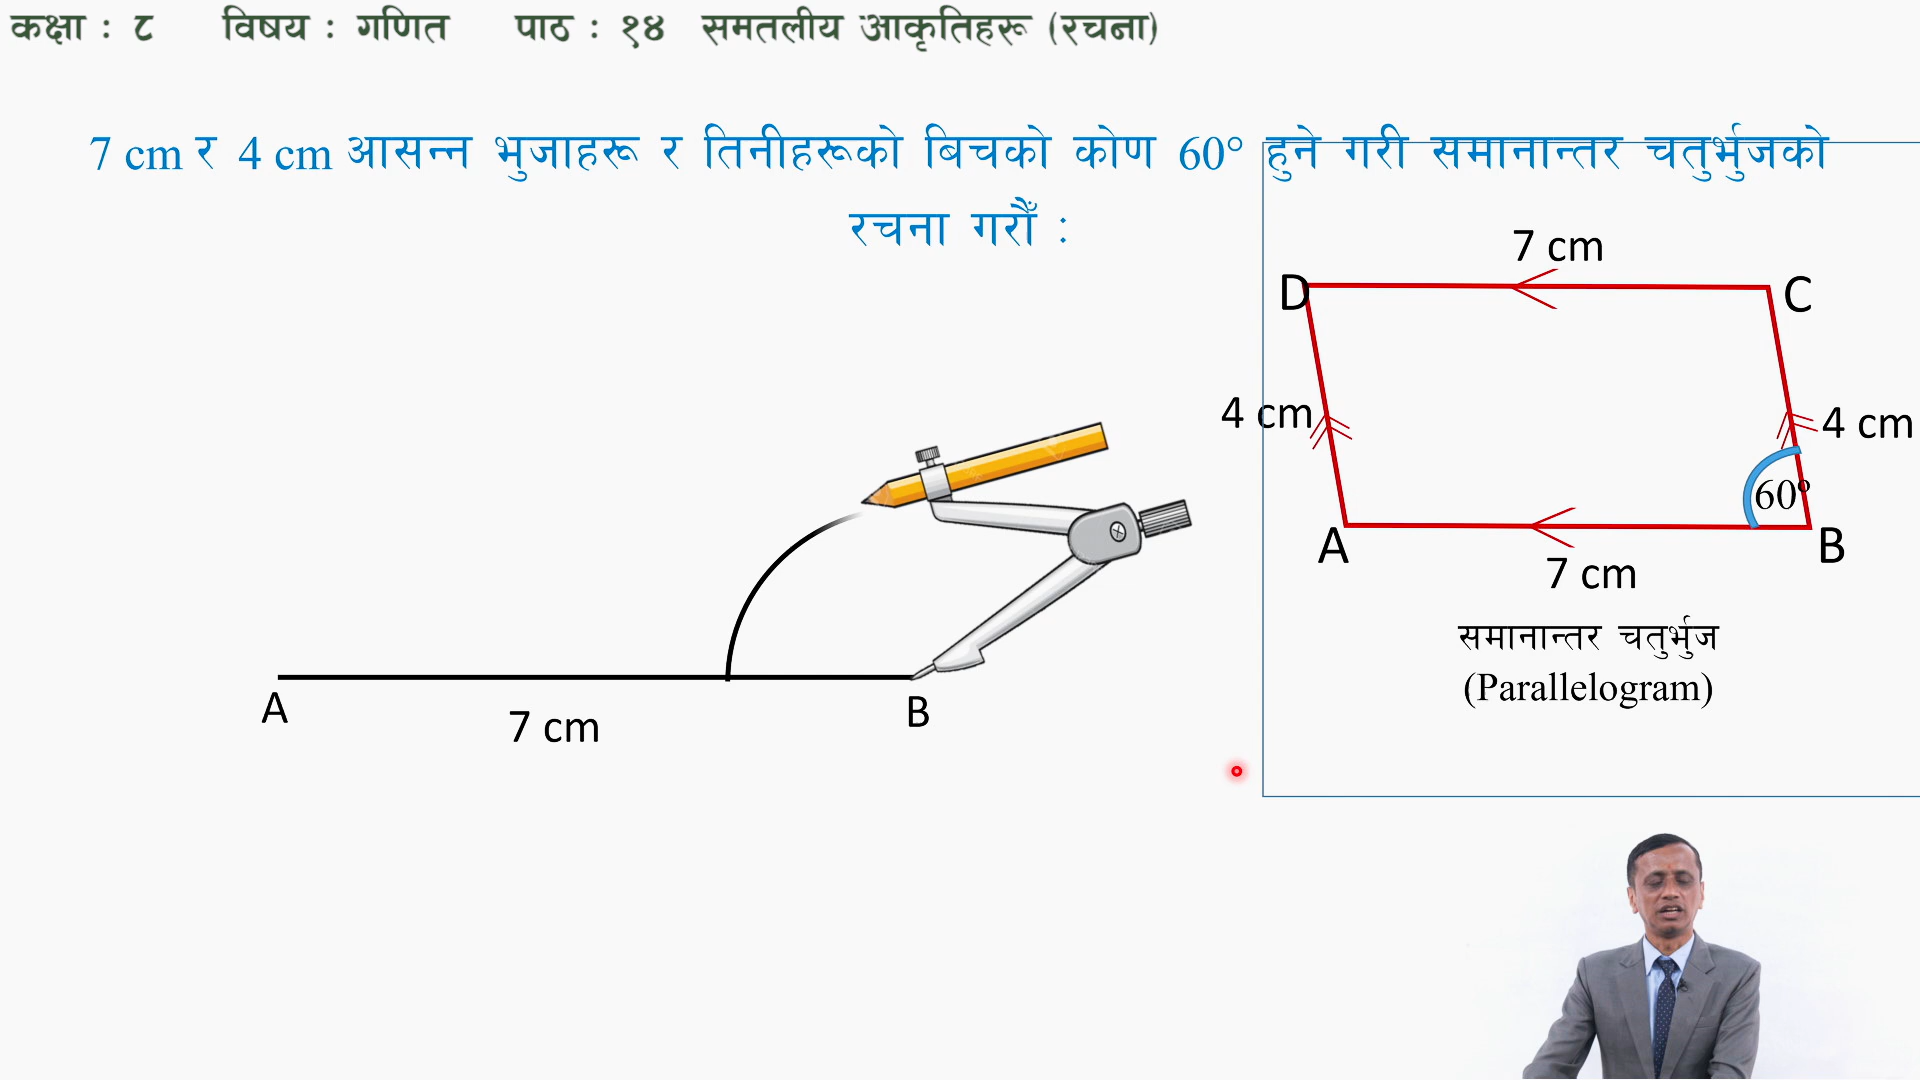 कक्षा : ८ विषय : गणित पाठ : १४ समतलीय आकृतिहरू (रचना)
7 cm र 4 cm आसन्न भुजाहरू र तिनीहरूको बिचको कोण 60° हुने गरी समानान्तर चतुर्भुजको
रचना गरौँ :
7 cm
D
C
4 cm
4 cm
60°
A
B
7 cm
समानान्तर चतुर्भुज
(Parallelogram)
A
B
7 cm